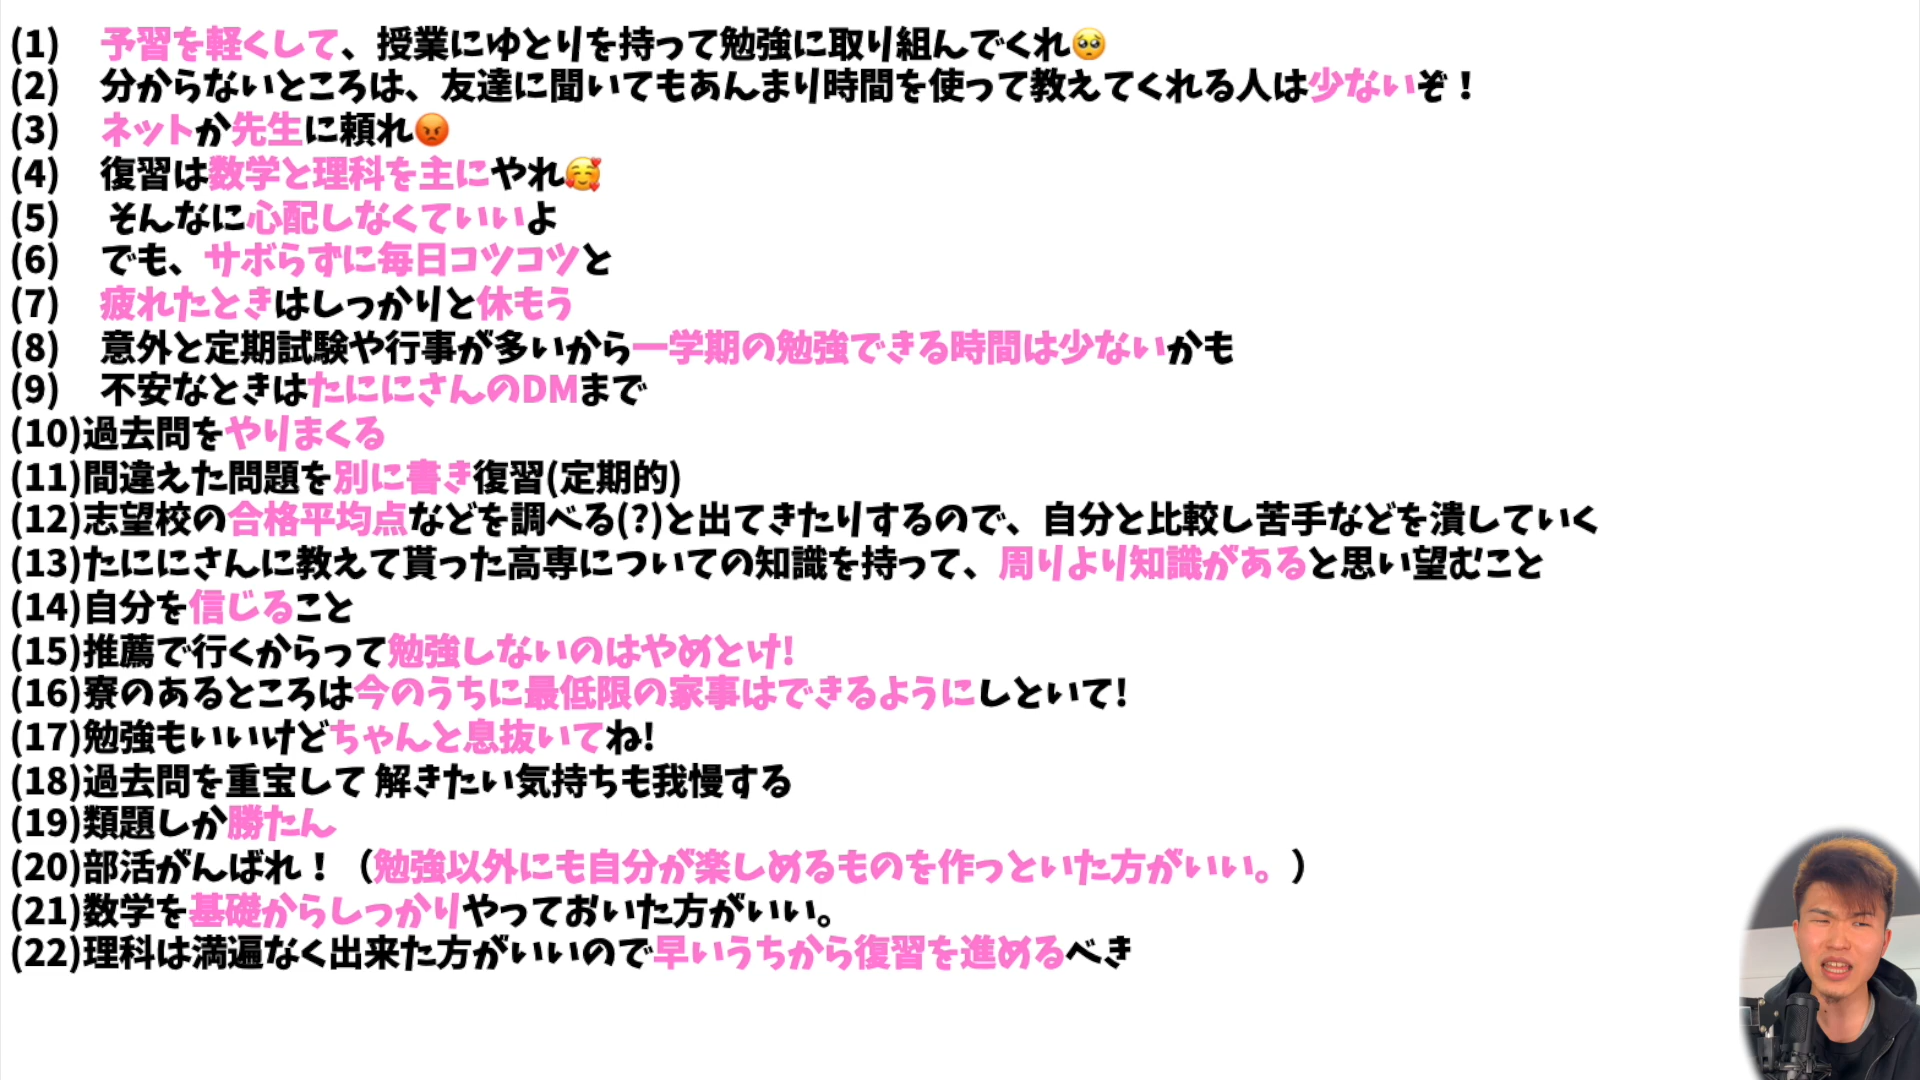 (1) 予習を軽くして、授業にゆとりを持って勉強に取り組んでくれ🥺
(2) 分からないところは、友達に聞いてもあんまり時間を使って教えてくれる人は少ないぞ！
(3) ネットか先生に頼れ😡
(4) 復習は数学と理科を主にやれ🥰
(5) そんなに心配しなくていいよ
(6) でも、サボらずに毎日コツコツと
(7) 疲れたときはしっかりと休もう
(8) 意外と定期試験や行事が多いから一学期の勉強できる時間は少ないかも
(9) 不安なときはたににさんのDMまで
(10)過去問をやりまくる
(11)間違えた問題を別に書き復習(定期的)
(12)志望校の合格平均点などを調べる(?)と出てきたりするので、自分と比較し苦手などを潰していく
(13)たににさんに教えて貰った高専についての知識を持って、周りより知識があると思い望むこと
(14)自分を信じること
(15)推薦で行くからって勉強しないのはやめとけ!
(16)寮のあるところは今のうちに最低限の家事はできるようにしといて!
(17)勉強もいいけどちゃんと息抜いてね!
(18)過去問を重宝して 解きたい気持ちも我慢する
(19)類題しか勝たん
(20)部活がんばれ！（勉強以外にも自分が楽しめるものを作っといた方がいい。）
(21)数学を基礎からしっかりやっておいた方がいい。
(22)理科は満遍なく出来た方がいいので早いうちから復習を進めるべき